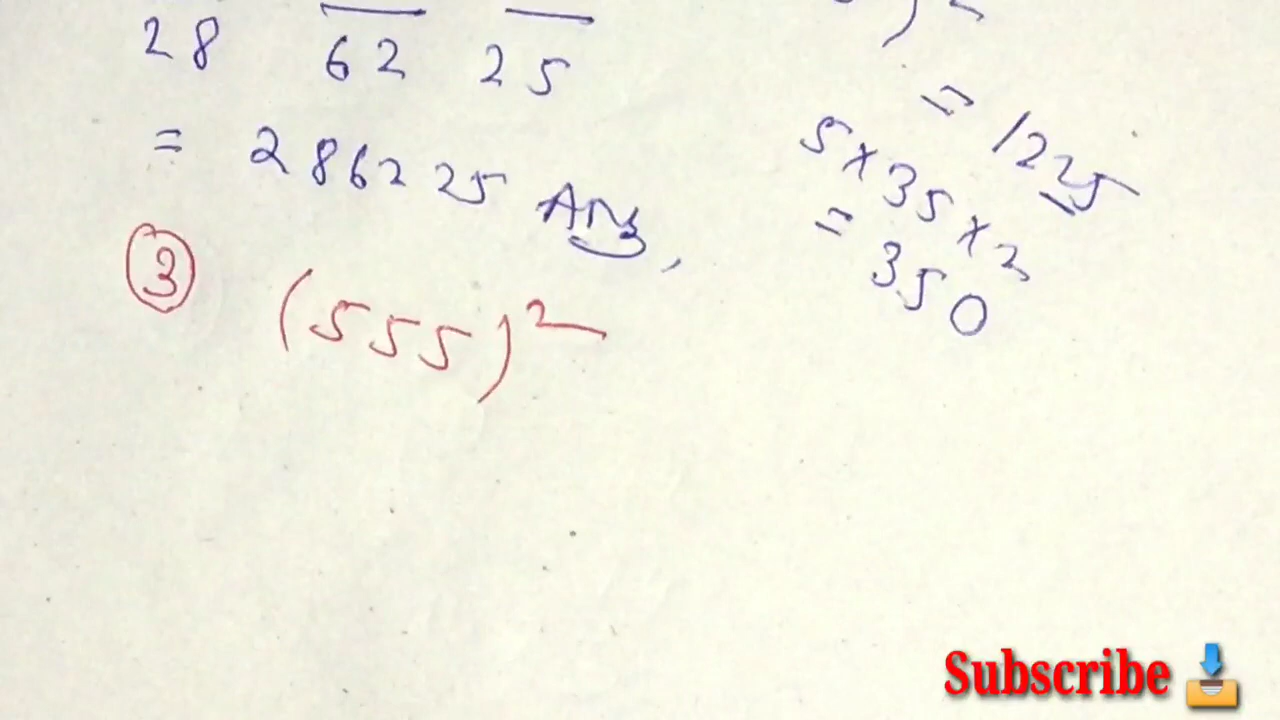 28 62 25
= 286225 Ans,
= 1225
5×35×2
= 350
③ (555)²
Subscribe